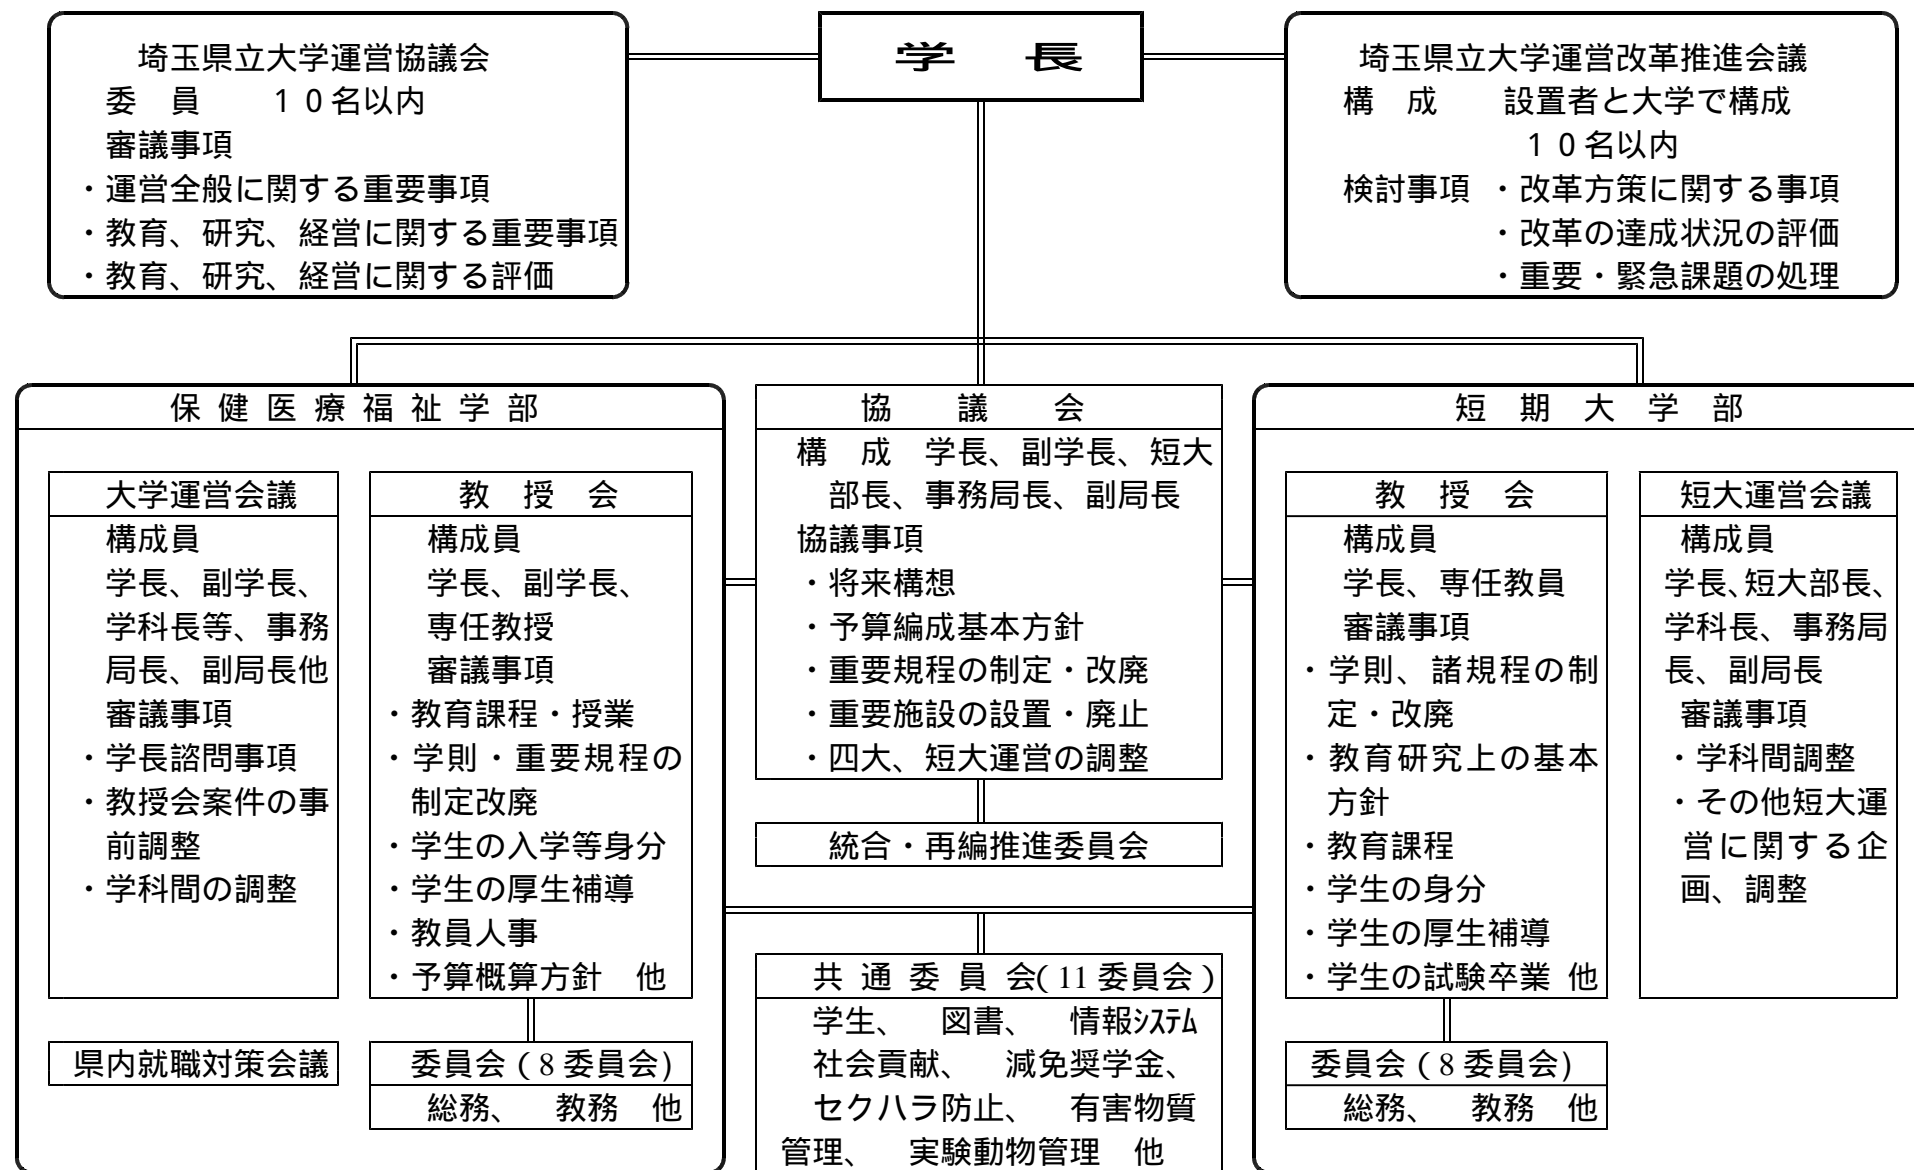 埼玉県立大学運営協議会
委 員 10名以内
審議事項
・運営全般に関する重要事項
・教育、研究、経営に関する重要事項
・教育、研究、経営に関する評価
学 長
埼玉県立大学運営改革推進会議
構 成 設置者と大学で構成
10名以内
検討事項 ・改革方策に関する事項
・改革の達成状況の評価
・重要・緊急課題の処理
保健医療福祉学部
大学運営会議
構成員
学長、副学長、
学科長等、事務
局長、副局長他
審議事項
・学長諮問事項
・教授会案件の事
前調整
・学科間の調整
県内就職対策会議
教 授 会
構成員
学長、副学長、
専任教授
審議事項
・教育課程・授業
・学則・重要規程の
制定改廃
・学生の入学等身分
・学生の厚生補導
・教員人事
・予算概算方針 他
委員会(8委員会)
総務、 教務 他
協 議 会
構 成 学長、副学長、短大
部長、事務局長、副局長
協議事項
・将来構想
・予算編成基本方針
・重要規程の制定・改廃
・重要施設の設置・廃止
・四大、短大運営の調整
統合・再編推進委員会
共通委員会(11委員会)
学生、 図書、 情報ｼｽﾃﾑ
社会貢献、 減免奨学金、
セクハラ防止、 有害物質
管理、 実験動物管理 他
短期大学部
教 授 会
構成員
学長、専任教員
審議事項
・学則、諸規程の制
定・改廃
・教育研究上の基本
方針
・教育課程
・学生の身分
・学生の厚生補導
・学生の試験卒業 他
委員会(8委員会)
総務、 教務 他
短大運営会議
構成員
学長、短大部長、
学科長、事務局
長、副局長
審議事項
・学科間調整
・その他短大運
営に関する企
画、調整